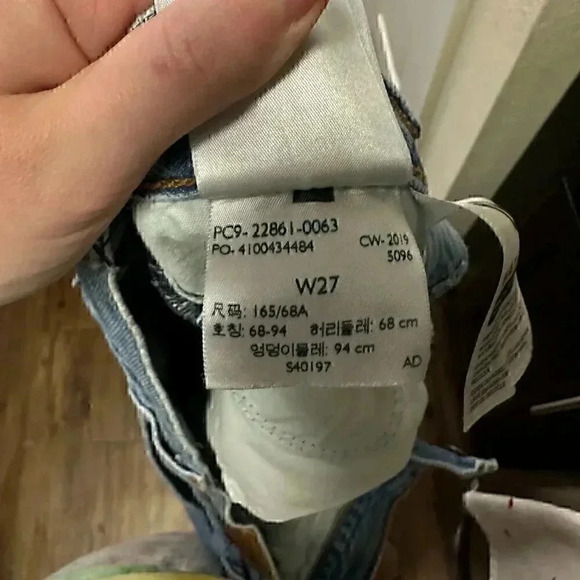 PC9-22861-0063
PO-4100434484 CW-2019
5096
W27
尺码: 165/68A
호칭: 68-94 허리둘레: 68 cm
엉덩이둘레: 94 cm
S40197 AD